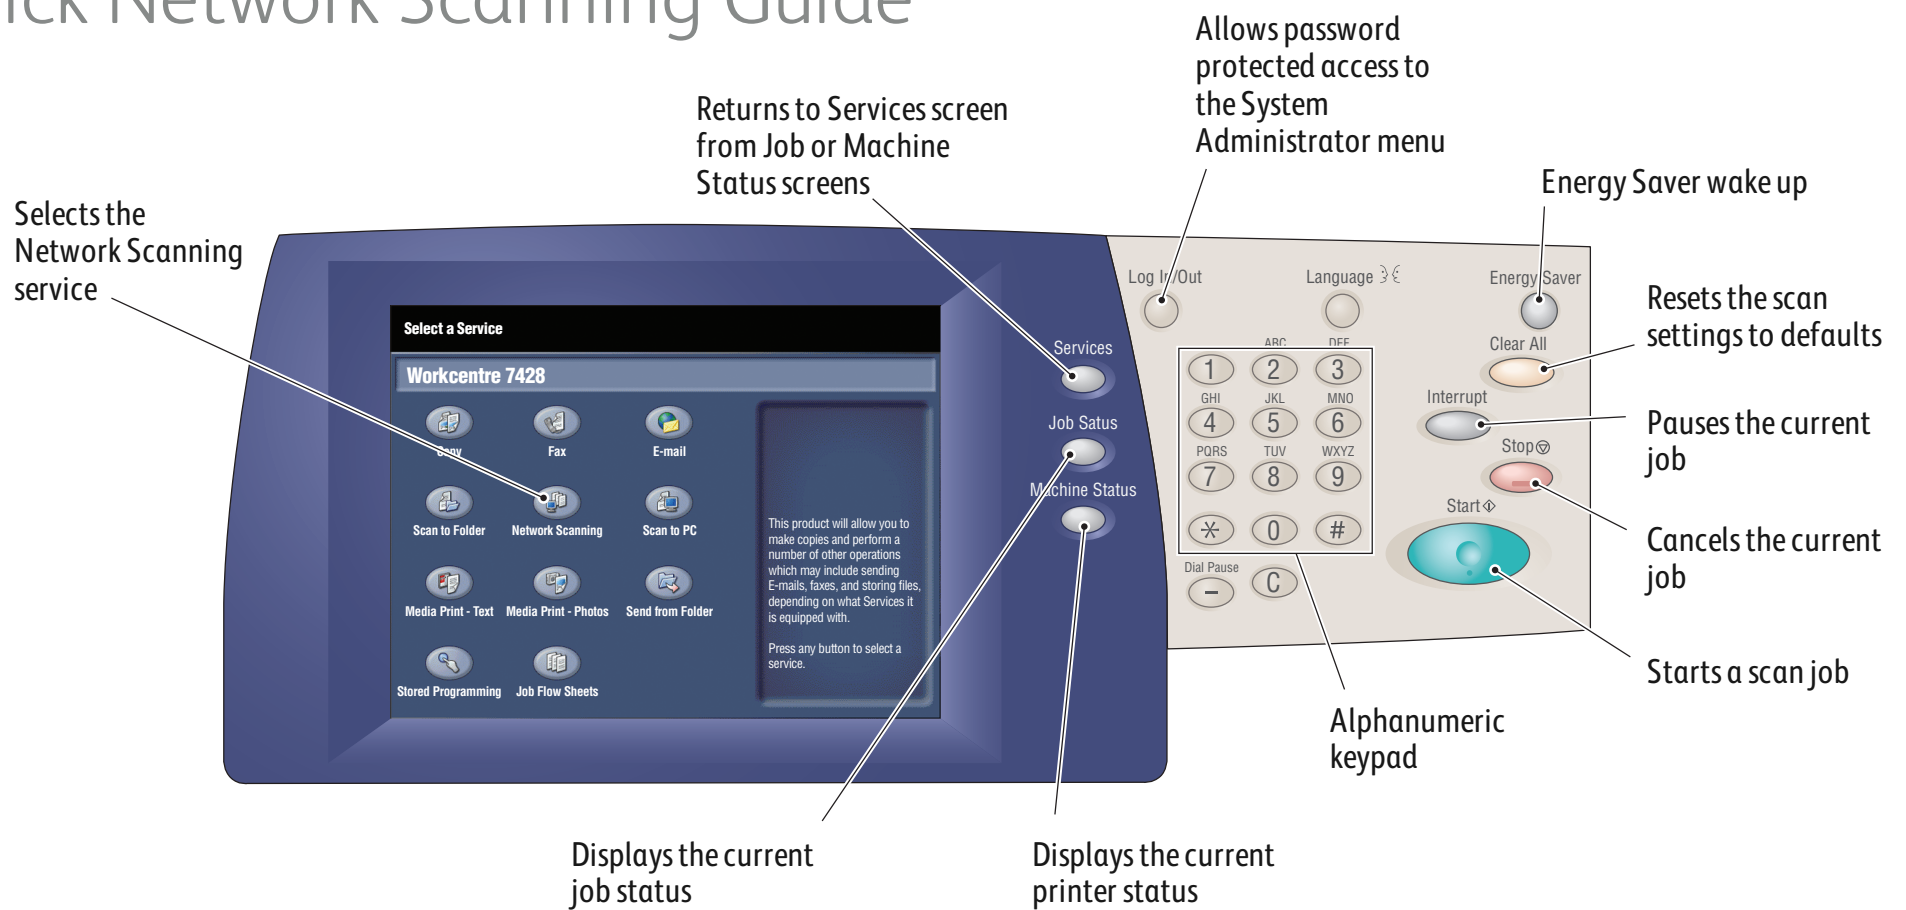 Network Scanning Guide
Allows password
protected access to
the System
Administrator menu
Returns to Services screen
from Job or Machine
Status screens
Energy Saver wake up
Selects the
Network Scanning
service
Resets the scan
settings to defaults
Pauses the current
job
Cancels the current
job
Starts a scan job
Alphanumeric
keypad
Displays the current
job status
Displays the current
printer status
Select a Service
Workcentre 7428
Copy Fax E-mail
Scan to Folder Network Scanning Scan to PC
Media Print - Text Media Print - Photos Send from Folder
Stored Programming Job Flow Sheets
This product will allow you to
make copies and perform a
number of other operations
which may include sending
E-mails, faxes, and storing files,
depending on what Services it
is equipped with.
Press any button to select a
service.
Services
Job Satus
Machine Status
Log In/Out Language Energy Saver
Clear All
Interrupt
Stop
Start
ABC DEF
1 2 3
GHI JKL MNO
4 5 6
PQRS TUV WXYZ
7 8 9
* 0 #
Dial Pause
- C